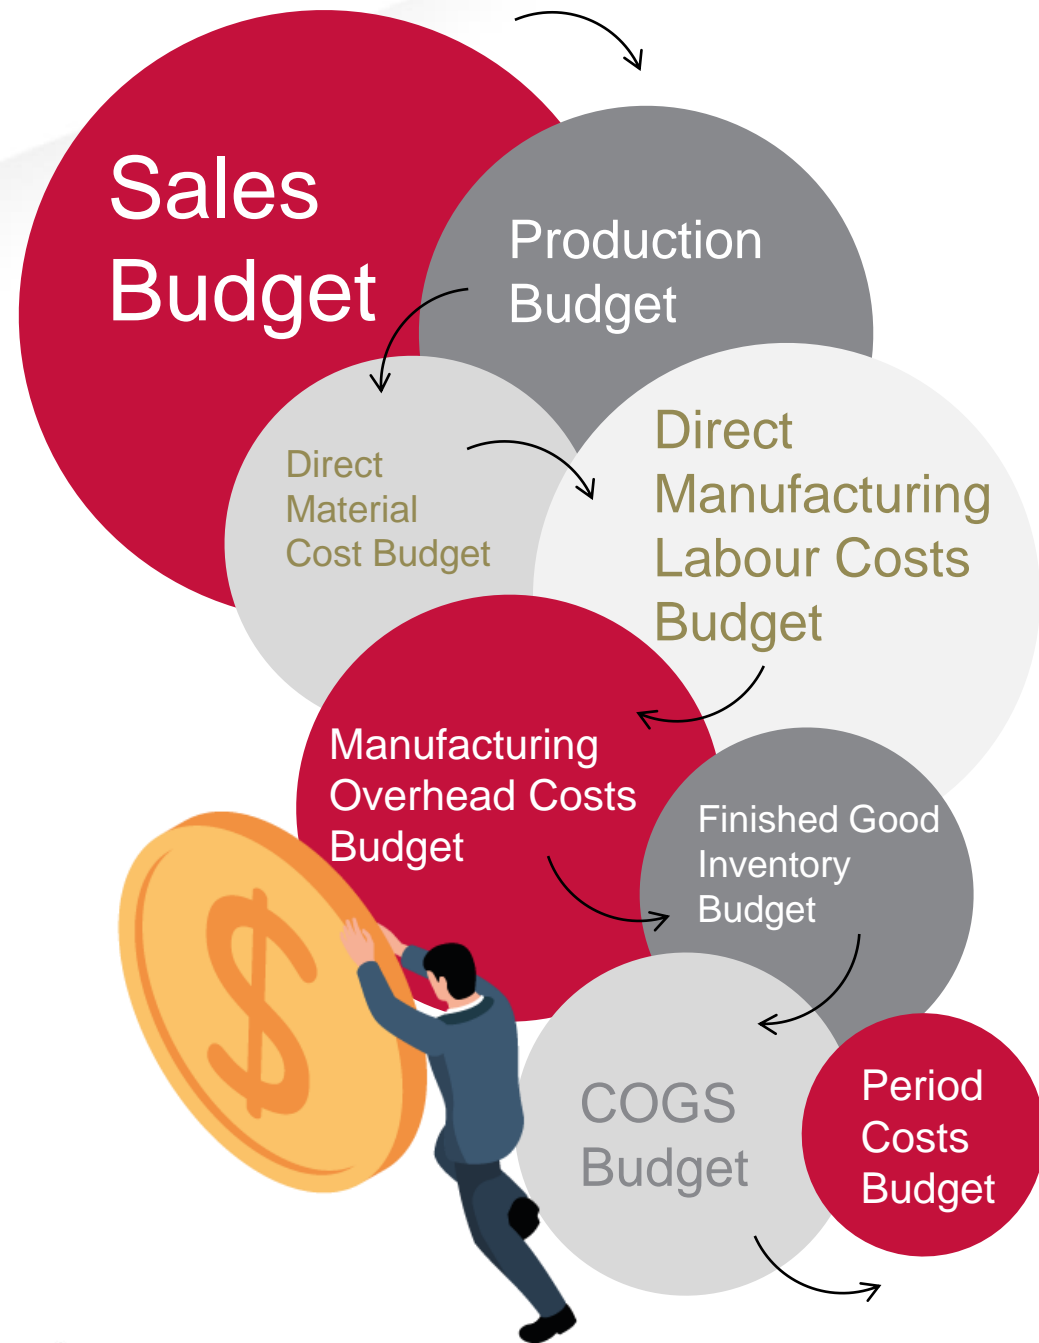 Sales
Budget
Production
Budget
Direct
Material
Cost Budget
Direct
Manufacturing
Labour Costs
Budget
Manufacturing
Overhead Costs
Budget
Finished Good
Inventory
Budget
COGS
Budget
Period
Costs
Budget
$